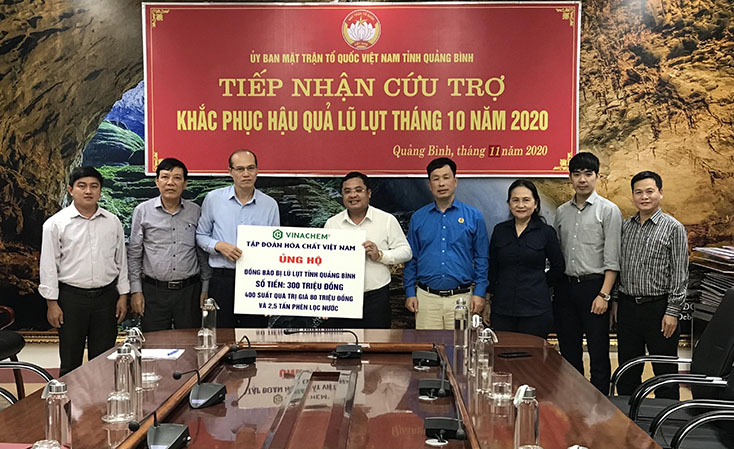 ỦY BAN MẶT TRẬN TỔ QUỐC VIỆT NAM TỈNH QUẢNG BÌNH
TIẾP NHẬN CỨU TRỢ
KHẮC PHỤC HẬU QUẢ LŨ LỤT THÁNG 10 NĂM 2020
Quảng Bình, tháng 11 năm 2020
VINACHEM
TẬP ĐOÀN HÓA CHẤT VIỆT NAM
ỦNG HỘ
ĐỒNG BÀO BỊ LŨ LỤT TỈNH QUẢNG BÌNH
SỐ TIỀN: 300 TRIỆU ĐỒNG
400 SUẤT QUÀ TRỊ GIÁ 80 TRIỆU ĐỒNG
VÀ 2,5 TẤN PHÈN LỌC NƯỚC